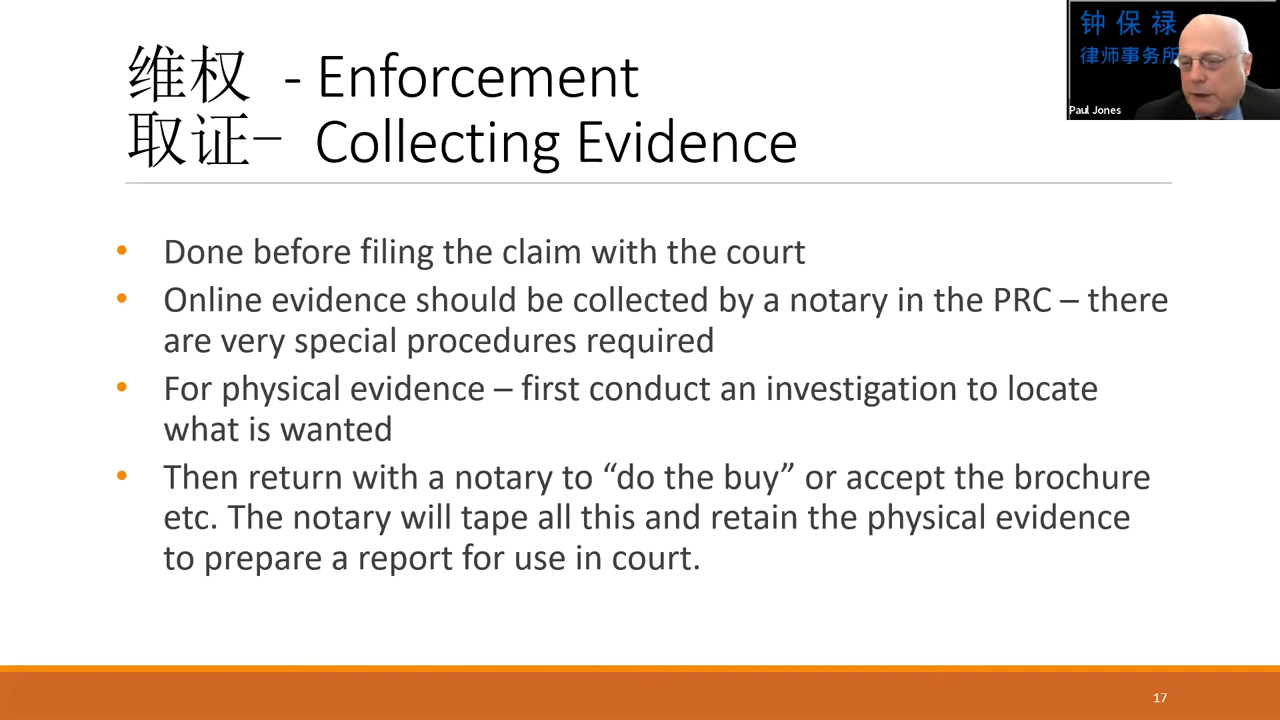 维权 - Enforcement
取证– Collecting Evidence
钟保禄
律师事务所
Paul Jones
• Done before filing the claim with the court
• Online evidence should be collected by a notary in the PRC – there
are very special procedures required
• For physical evidence – first conduct an investigation to locate
what is wanted
• Then return with a notary to “do the buy” or accept the brochure
etc. The notary will tape all this and retain the physical evidence
to prepare a report for use in court.
17